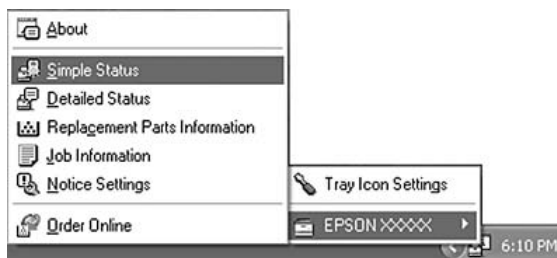 About
Simple Status
Detailed Status
Replacement Parts Information
Job Information
Notice Settings
Order Online
Tray Icon Settings
EPSON XXXXX
6:10 PM